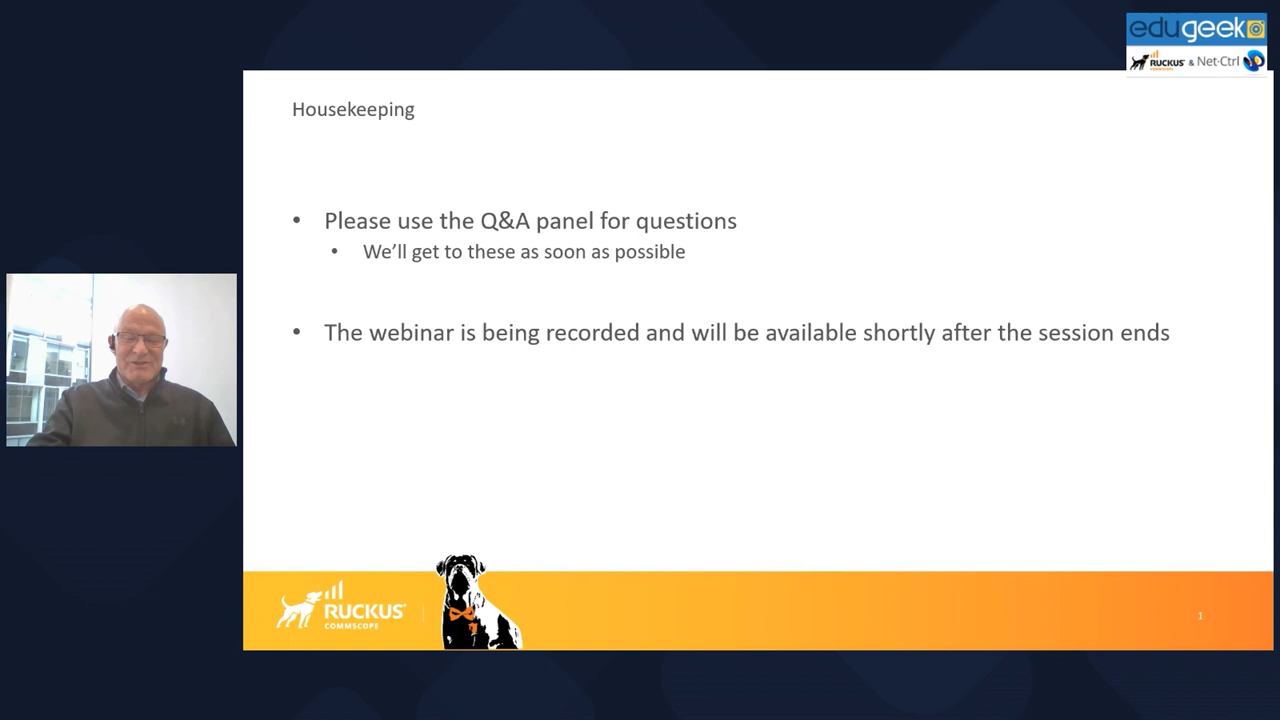 edugeek
RUCKUS & Net-Ctrl
COMMSCOPE
Housekeeping
• Please use the Q&A panel for questions
• We’ll get to these as soon as possible
• The webinar is being recorded and will be available shortly after the session ends
RUCKUS
COMMSCOPE
1